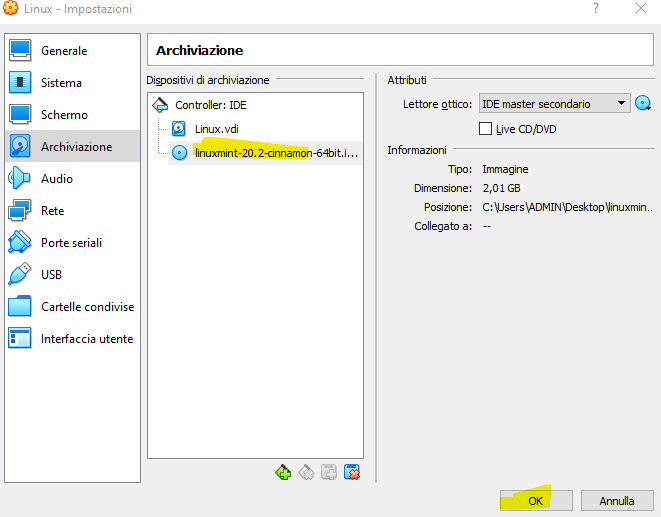 Linux - Impostazioni
?
Generale
Sistema
Schermo
Archiviazione
Audio
Rete
Porte seriali
USB
Cartelle condivise
Interfaccia utente
Archiviazione
Dispositivi di archiviazione
Controller: IDE
Linux.vdi
linuxmint-20.2-cinnamon-64bit.i...
Attributi
Lettore ottico: IDE master secondario
Live CD/DVD
Informazioni
Tipo: Immagine
Dimensione: 2,01 GB
Posizione: C:\Users\ADMIN\Desktop\linuxmin...
Collegato a: --
OK
Annulla